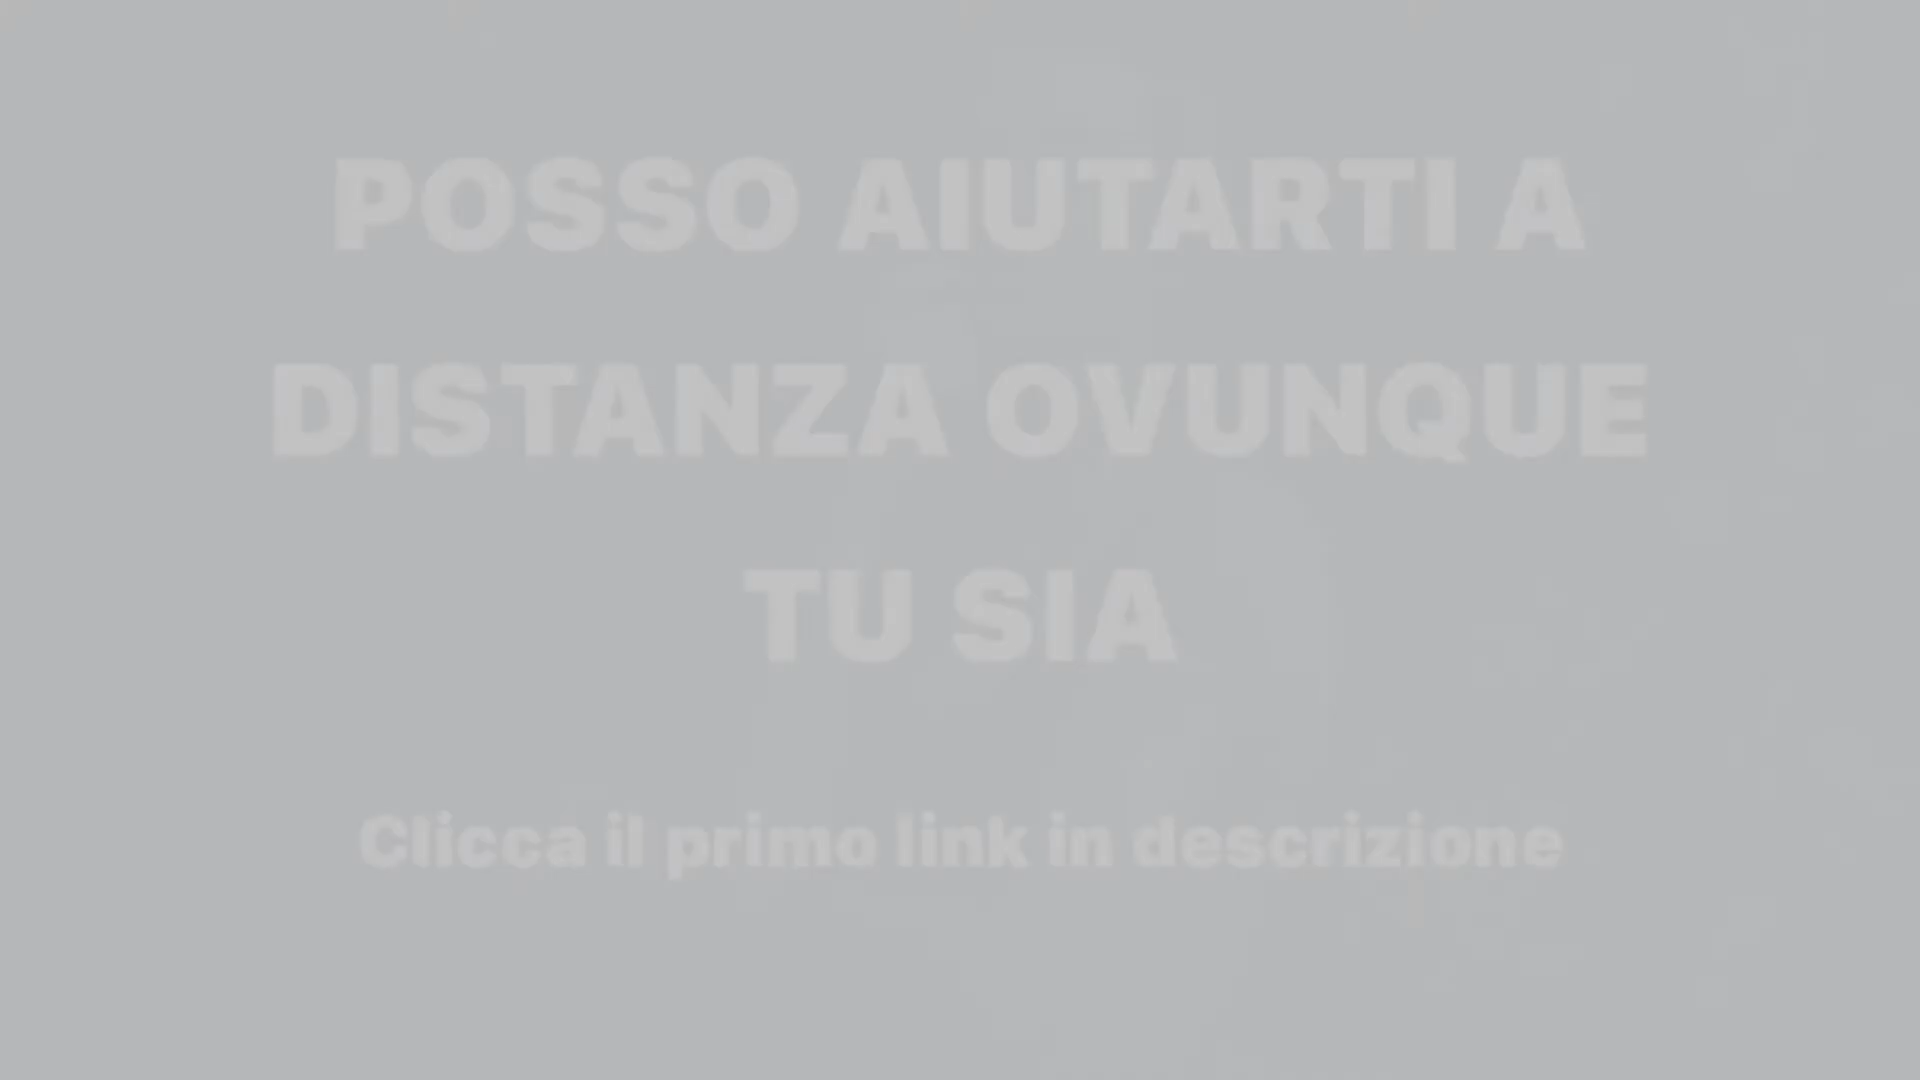 POSSO AIUTARTI A
DISTANZA OVUNQUE
TU SIA
Clicca il primo link in descrizione